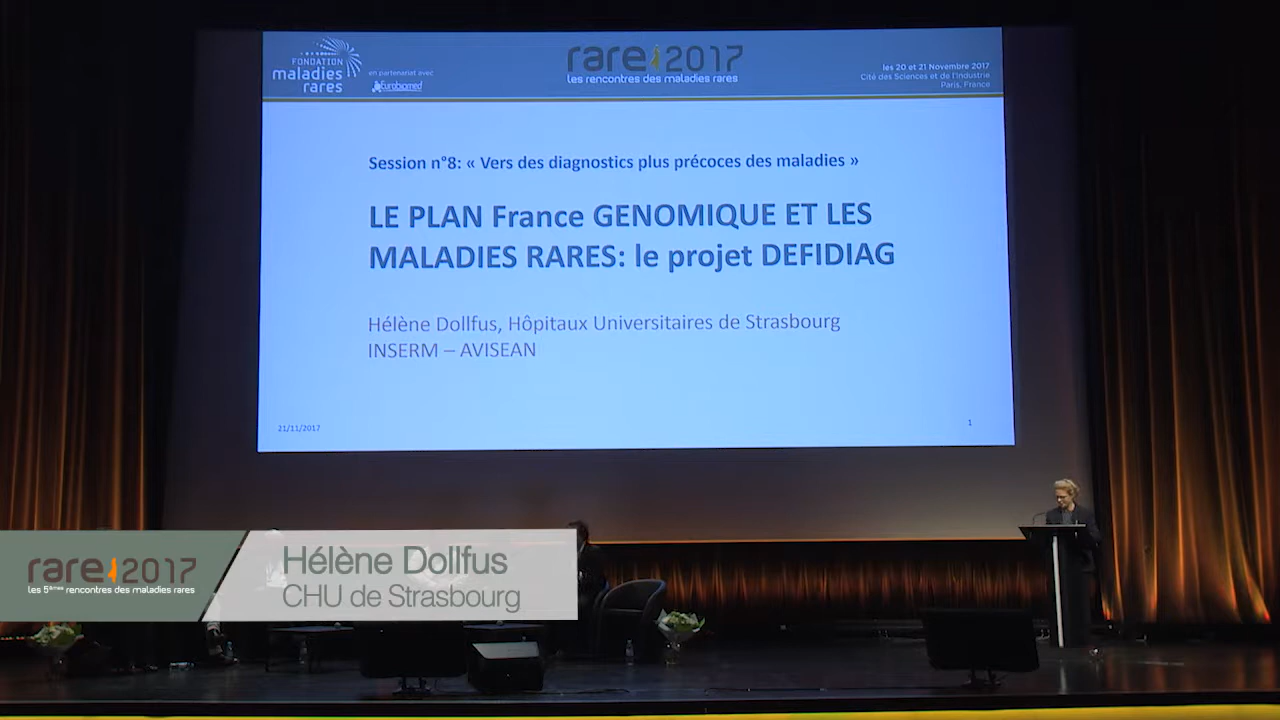 FONDATION
maladies
rares
en partenariat avec
Eurobiomed
rare 2017
les rencontres des maladies rares
les 20 et 21 Novembre 2017
Cité des Sciences et de l'Industrie
Paris, France
Session n°8: « Vers des diagnostics plus précoces des maladies »
LE PLAN France GENOMIQUE ET LES
MALADIES RARES: le projet DEFIDIAG
Hélène Dollfus, Hôpitaux Universitaires de Strasbourg
INSERM – AVISEAN
21/11/2017
1
rare 2017
les 5èmes rencontres des maladies rares
Hélène Dollfus
CHU de Strasbourg